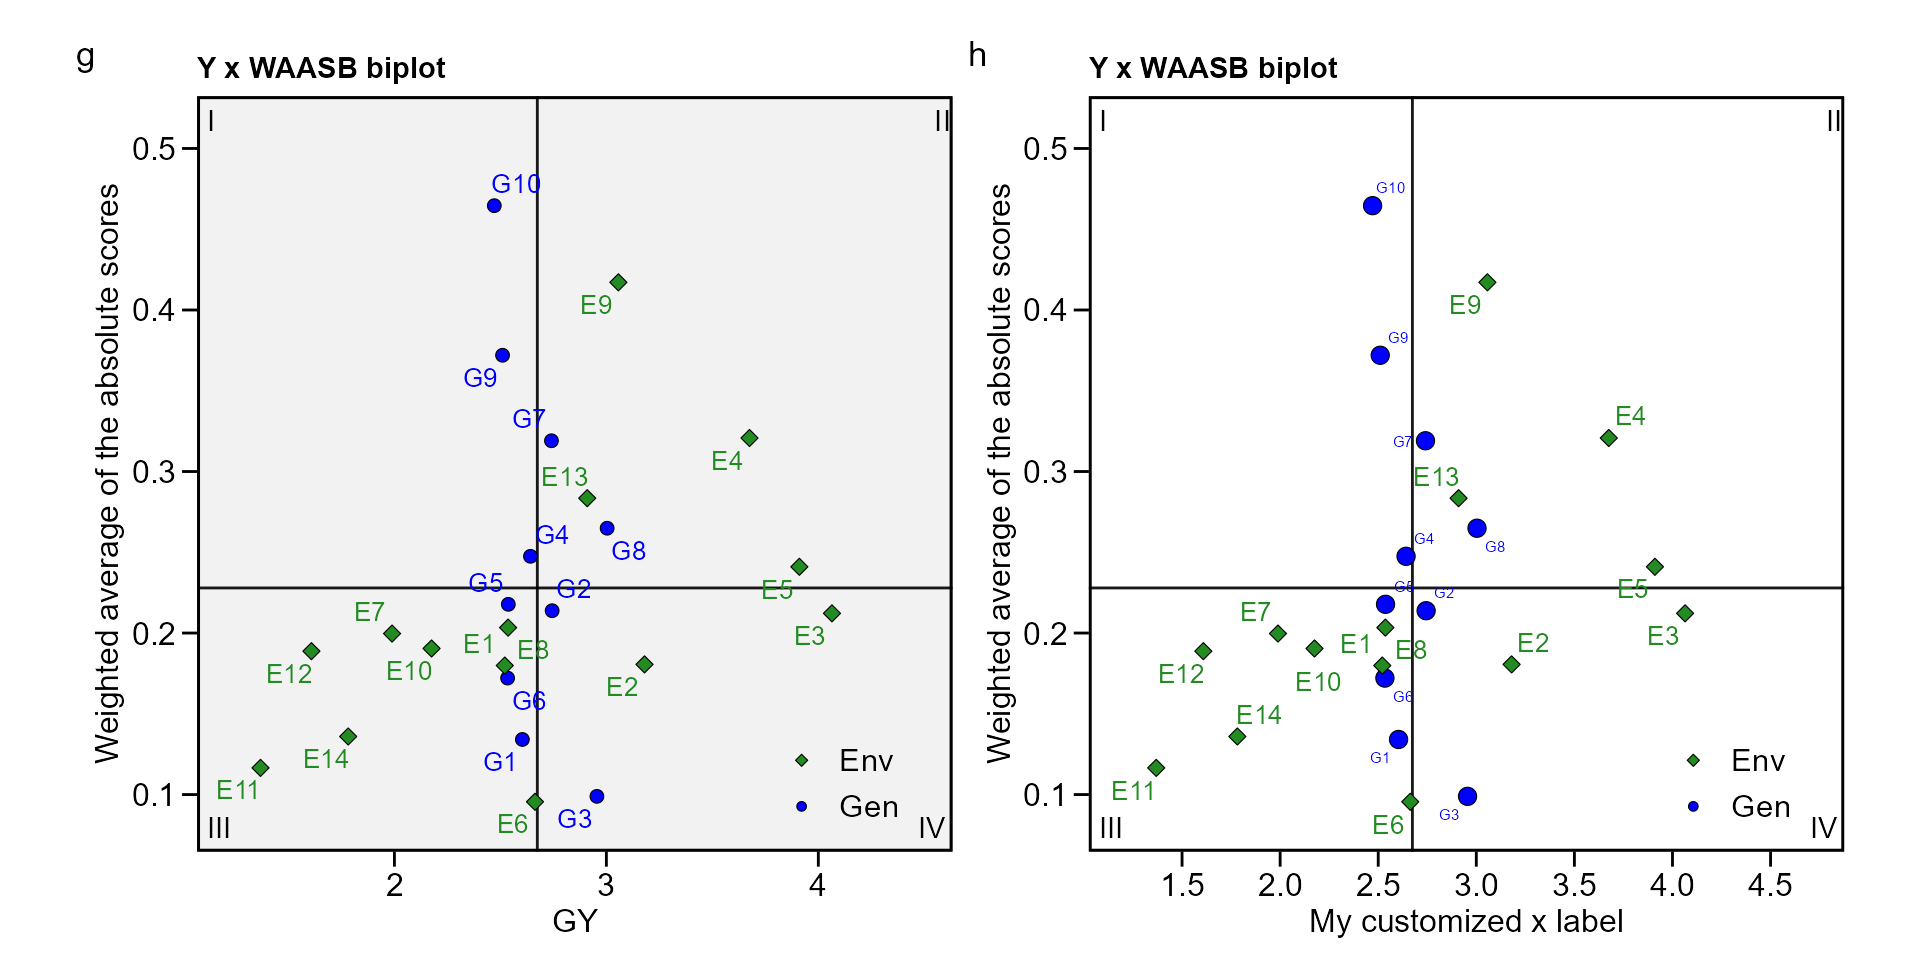 g
Y x WAASB biplot
I
II
0.5
0.4
0.3
0.2
0.1
Weighted average of the absolute scores
G10
E9
G9
G7
E4
E13
G4
G8
G5
G2
E5
E7
E1
E8
E3
E12
E10
E2
G6
E14
G1
E11
E6
G3
Env
Gen
III
IV
2
3
4
GY
h
Y x WAASB biplot
I
II
0.5
0.4
0.3
0.2
0.1
Weighted average of the absolute scores
G10
E9
G9
E4
G7
E13
G4
G8
G5
G2
E5
E7
E1
E8
E2
E3
E12
E10
G6
E14
G1
E11
G3
E6
Env
Gen
III
IV
1.5
2.0
2.5
3.0
3.5
4.0
4.5
My customized x label